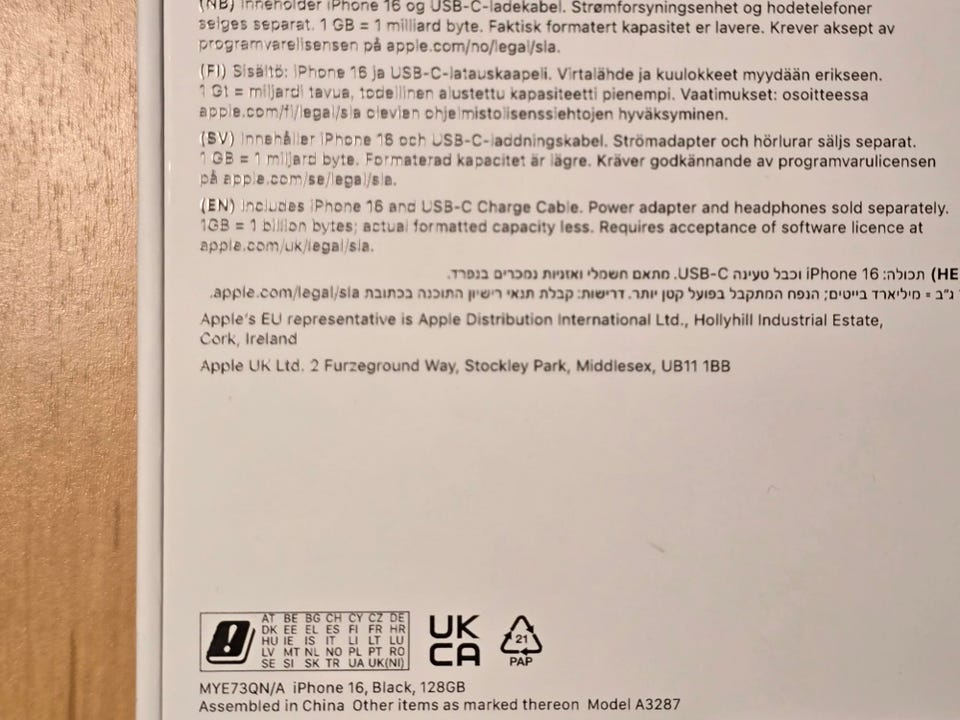 (NB) Inneholder iPhone 16 og USB-C-ladekabel. Strømforsyningsenhet og hodetelefoner
selges separat. 1 GB = 1 milliard byte. Faktisk formatert kapasitet er lavere. Krever aksept av
programvarelisensen på apple.com/no/legal/sla.
(FI) Sisältö: iPhone 16 ja USB-C-latauskaapeli. Virtalähde ja kuulokkeet myydään erikseen.
1 Gt = miljardi tavua, todellinen alustettu kapasiteetti pienempi. Vaatimukset: osoitteessa
apple.com/fi/legal/sla olevien ohjelmistolisenssiehtojen hyväksyminen.
(SV) Innehåller iPhone 16 och USB-C-laddningskabel. Strömadapter och hörlurar säljs separat.
1 GB = 1 miljard byte. Formaterad kapacitet är lägre. Kräver godkännande av programvarulicensen
på apple.com/se/legal/sla.
(EN) Includes iPhone 16 and USB-C Charge Cable. Power adapter and headphones sold separately.
1GB = 1 billion bytes; actual formatted capacity less. Requires acceptance of software licence at
apple.com/uk/legal/sla.
(HE תכולה: iPhone 16 וכבל טעינה USB-C. מתאם חשמלי ואזניות נמכרים בנפרד.
ג"ב = מיליארד בייטים; הנפח המתקבל בפועל קטן יותר. דרישות: קבלת תנאי רישיון התוכנה בכתובת apple.com/legal/sla.
Apple's EU representative is Apple Distribution International Ltd., Hollyhill Industrial Estate,
Cork, Ireland
Apple UK Ltd. 2 Furzeground Way, Stockley Park, Middlesex, UB11 1BB
AT BE BG CH CY CZ DE
DK EE EL ES FI FR HR
HU IE IS IT LI LT LU
LV MT NL NO PL PT RO
SE SI SK TR UA UK(NI)
UK
CA
21
PAP
MYE73QN/A iPhone 16, Black, 128GB
Assembled in China Other items as marked thereon Model A3287